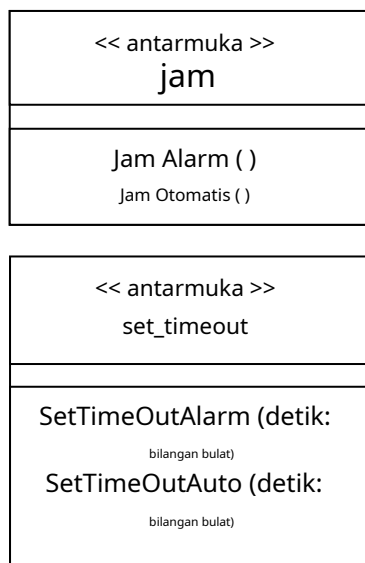 << antarmuka >>
jam
Jam Alarm ( )
Jam Otomatis ( )
<< antarmuka >>
set_timeout
SetTimeOutAlarm (detik:
bilangan bulat)
SetTimeOutAuto (detik:
bilangan bulat)